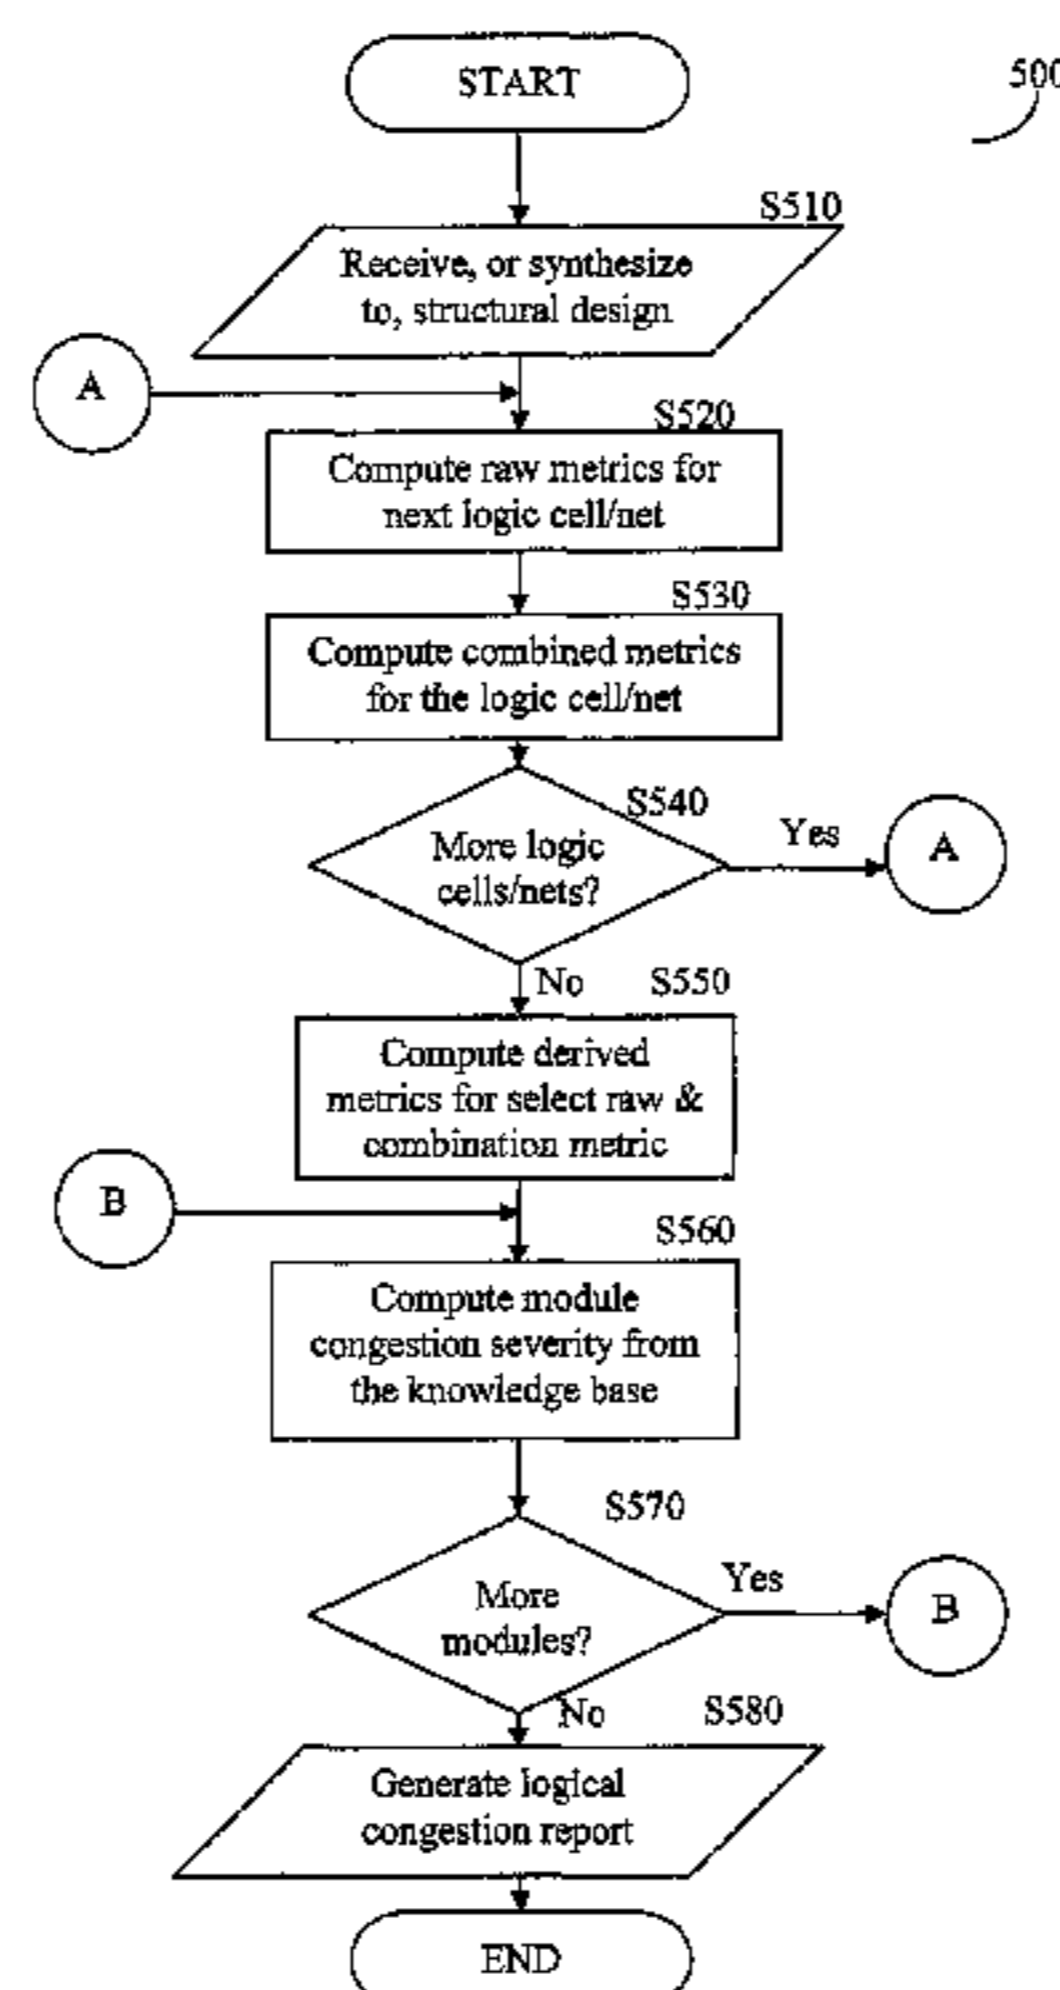 START
500
S510
Receive, or synthesize
to, structural design
A
S520
Compute raw metrics for
next logic cell/net
S530
Compute combined metrics
for the logic cell/net
S540
More logic
cells/nets?
Yes
A
No
S550
Compute derived
metrics for select raw &
combination metric
B
S560
Compute module
congestion severity from
the knowledge base
S570
More
modules?
Yes
B
No
S580
Generate logical
congestion report
END